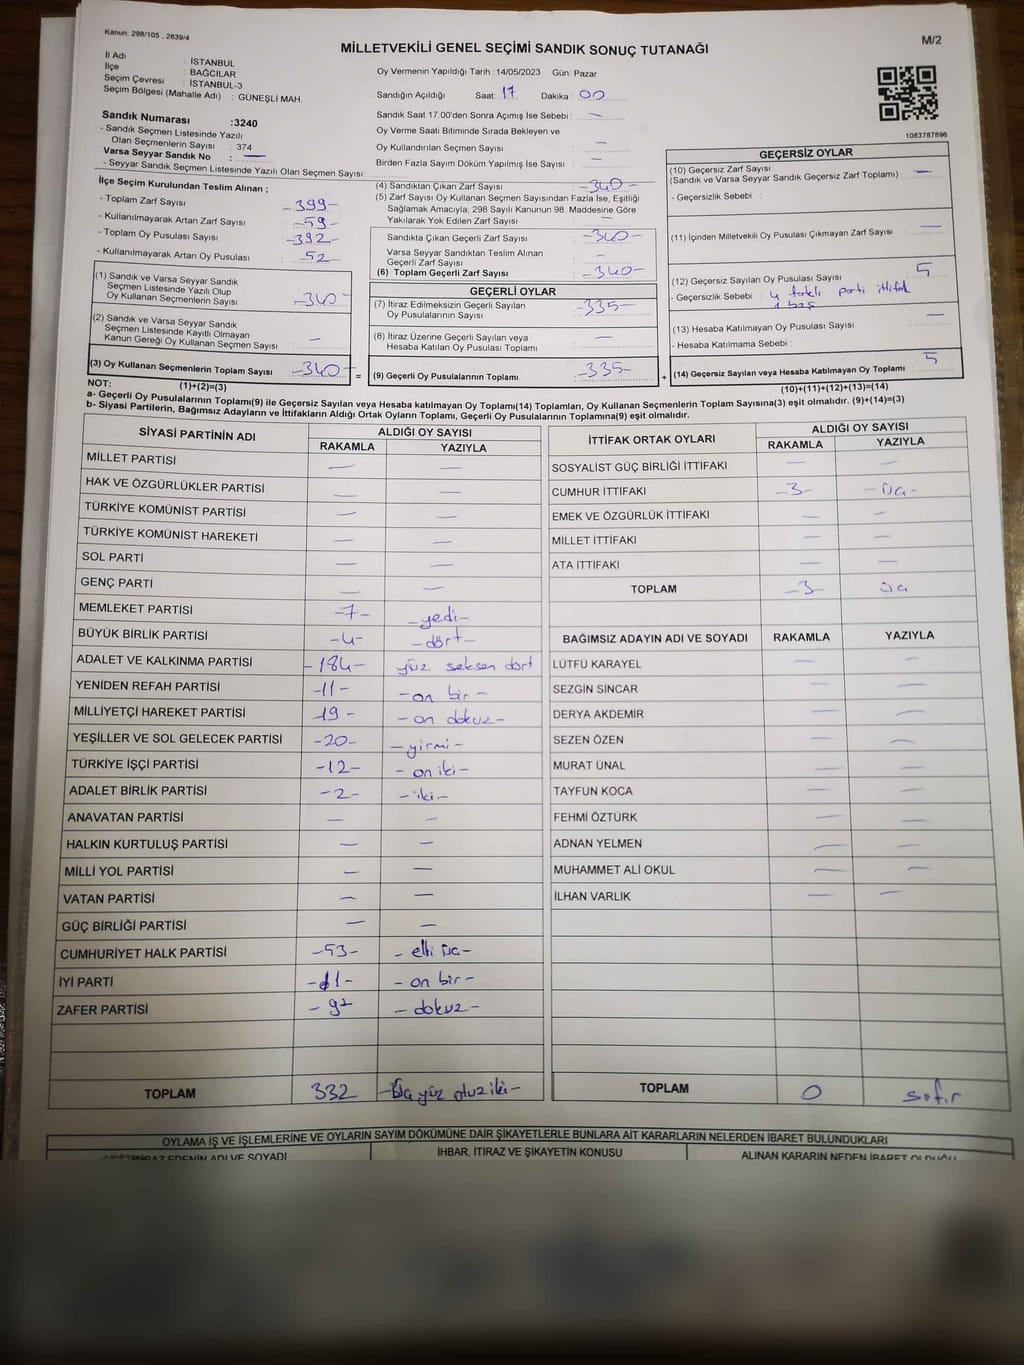 Kanun: 298/105 , 2839/4
M/2
MİLLETVEKİLİ GENEL SEÇİMİ SANDIK SONUÇ TUTANAĞI
İl Adı : İSTANBUL
İlçe : BAĞCILAR
Seçim Çevresi : İSTANBUL-3
Seçim Bölgesi (Mahalle Adı) : GÜNEŞLİ MAH.
Oy Vermenin Yapıldığı Tarih :14/05/2023 Gün: Pazar
Sandığın Açıldığı Saat: 17 Dakika : 00
Sandık Saat 17:00'den Sonra Açımış İse Sebebi : —
Oy Verme Saati Bitiminde Sırada Bekleyen ve
Oy Kullandırılan Seçmen Sayısı : —
Birden Fazla Sayım Döküm Yapılmış İse Sayısı : —
1063767896
Sandık Numarası :3240
- Sandık Seçmen Listesinde Yazılı
Olan Seçmenlerin Sayısı : 374
Varsa Seyyar Sandık No : —
- Seyyar Sandık Seçmen Listesinde Yazılı Olan Seçmen Sayısı:
İlçe Seçim Kurulundan Teslim Alınan ;
- Toplam Zarf Sayısı : -399-
- Kullanılmayarak Artan Zarf Sayısı : -59-
- Toplam Oy Pusulası Sayısı : -392-
- Kullanılmayarak Artan Oy Pusulası : -52-
(1) Sandık ve Varsa Seyyar Sandık
Seçmen Listesinde Yazılı Olup
Oy Kullanan Seçmenlerin Sayısı : -340-
(2) Sandık ve Varsa Seyyar Sandık
Seçmen Listesinde Kayıtlı Olmayan
Kanun Gereği Oy Kullanan Seçmen Sayısı : —
(3) Oy Kullanan Seçmenlerin Toplam Sayısı : -340- =
(4) Sandıktan Çıkan Zarf Sayısı : -340-
(5) Zarf Sayısı Oy Kullanan Seçmen Sayısından Fazla İse, Eşitliği
Sağlamak Amacıyla; 298 Sayılı Kanunun 98. Maddesine Göre
Yakılarak Yok Edilen Zarf Sayısı : —
Sandıkta Çıkan Geçerli Zarf Sayısı : -340-
Varsa Seyyar Sandıktan Teslim Alınan
Geçerli Zarf Sayısı : —
(6) Toplam Geçerli Zarf Sayısı : -340-
GEÇERLİ OYLAR
(7) İtiraz Edilmeksizin Geçerli Sayılan
Oy Pusulalarının Sayısı : -335-
(8) İtiraz Üzerine Geçerli Sayılan veya
Hesaba Katılan Oy Pusulası Toplamı : —
(9) Geçerli Oy Pusulalarının Toplamı : -335- +
GEÇERSİZ OYLAR
(10) Geçersiz Zarf Sayısı
(Sandık ve Varsa Seyyar Sandık Geçersiz Zarf Toplamı) : —
- Geçersizlik Sebebi :
(11) İçinden Milletvekili Oy Pusulası Çıkmayan Zarf Sayısı : —
(12) Geçersiz Sayılan Oy Pusulası Sayısı : 5
- Geçersizlik Sebebi : 4 farklı parti ittifak
1 boş
(13) Hesaba Katılmayan Oy Pusulası Sayısı : —
- Hesaba Katılmama Sebebi :
(14) Geçersiz Sayılan veya Hesaba Katılmayan Oy Toplamı : 5
NOT: (1)+(2)=(3)
(10)+(11)+(12)+(13)=(14)
a- Geçerli Oy Pusulalarının Toplamı(9) ile Geçersiz Sayılan veya Hesaba katılmayan Oy Toplamı(14) Toplamları, Oy Kullanan Seçmenlerin Toplam Sayısına(3) eşit olmalıdır. (9)+(14)=(3)
b- Siyasi Partilerin, Bağımsız Adayların ve İttifakların Aldığı Ortak Oyların Toplamı, Geçerli Oy Pusulalarının Toplamına(9) eşit olmalıdır.
SİYASİ PARTİNİN ADI ALDIĞI OY SAYISI
RAKAMLA YAZIYLA
MİLLET PARTİSİ — —
HAK VE ÖZGÜRLÜKLER PARTİSİ — —
TÜRKİYE KOMÜNİST PARTİSİ — —
TÜRKİYE KOMÜNİST HAREKETİ — —
SOL PARTİ — —
GENÇ PARTİ — —
MEMLEKET PARTİSİ -7- -yedi-
BÜYÜK BİRLİK PARTİSİ -4- -dört-
ADALET VE KALKINMA PARTİSİ -184- yüz seksen dört
YENİDEN REFAH PARTİSİ -11- -on bir-
MİLLİYETÇİ HAREKET PARTİSİ -19- -on dokuz-
YEŞİLLER VE SOL GELECEK PARTİSİ -20- -yirmi-
TÜRKİYE İŞÇİ PARTİSİ -12- -on iki-
ADALET BİRLİK PARTİSİ -2- -iki-
ANAVATAN PARTİSİ — —
HALKIN KURTULUŞ PARTİSİ — —
MİLLİ YOL PARTİSİ — —
VATAN PARTİSİ — —
GÜÇ BİRLİĞİ PARTİSİ — —
CUMHURİYET HALK PARTİSİ -53- -elli üç-
İYİ PARTİ -11- -on bir-
ZAFER PARTİSİ -9- -dokuz-
TOPLAM 332 -Üç yüz otuz iki-
İTTİFAK ORTAK OYLARI ALDIĞI OY SAYISI
RAKAMLA YAZIYLA
SOSYALİST GÜÇ BİRLİĞİ İTTİFAKI — —
CUMHUR İTTİFAKI -3- -üç-
EMEK VE ÖZGÜRLÜK İTTİFAKI — —
MİLLET İTTİFAKI — —
ATA İTTİFAKI — —
TOPLAM -3- üç
BAĞIMSIZ ADAYIN ADI VE SOYADI RAKAMLA YAZIYLA
LÜTFÜ KARAYEL — —
SEZGİN SİNCAR — —
DERYA AKDEMİR — —
SEZEN ÖZEN — —
MURAT ÜNAL — —
TAYFUN KOCA — —
FEHMİ ÖZTÜRK — —
ADNAN YELMEN — —
MUHAMMET ALİ OKUL — —
İLHAN VARLIK — —
TOPLAM 0 sıfır
OYLAMA İŞ VE İŞLEMLERİNE VE OYLARIN SAYIM DÖKÜMÜNE DAİR ŞİKAYETLERLE BUNLARA AİT KARARLARIN NELERDEN İBARET BULUNDUKLARI
EDENİN ADI VE SOYADI İHBAR, İTİRAZ VE ŞİKAYETİN KONUSU ALINAN KARARIN NEDEN İBARET OLDUĞU